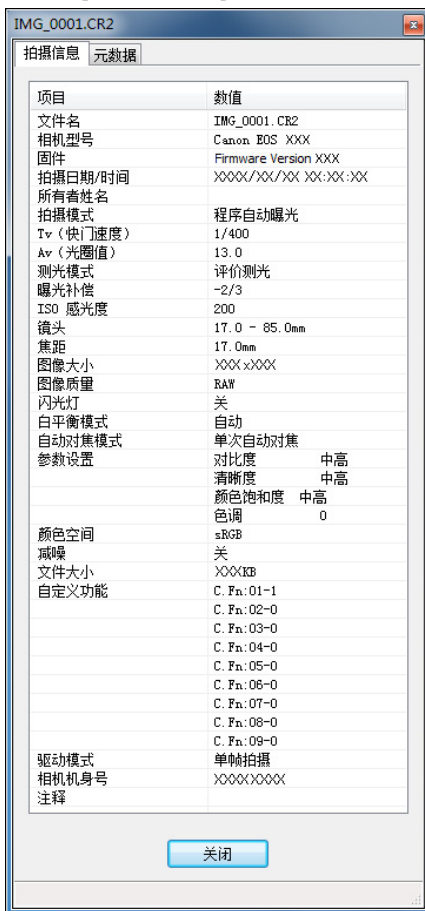 IMG_0001.CR2
拍摄信息 元数据
项目 数值
文件名 IMG_0001.CR2
相机型号 Canon EOS XXX
固件 Firmware Version XXX
拍摄日期/时间 XXXX/XX/XX XX:XX:XX
所有者姓名
拍摄模式 程序自动曝光
Tv（快门速度） 1/400
Av（光圈值） 13.0
测光模式 评价测光
曝光补偿 -2/3
ISO 感光度 200
镜头 17.0 - 85.0mm
焦距 17.0mm
图像大小 XXXxXXX
图像质量 RAW
闪光灯 关
白平衡模式 自动
自动对焦模式 单次自动对焦
参数设置 对比度 中高
清晰度 中高
颜色饱和度 中高
色调 0
颜色空间 sRGB
减噪 关
文件大小 XXXKB
自定义功能 C.Fn:01-1
C.Fn:02-0
C.Fn:03-0
C.Fn:04-0
C.Fn:05-0
C.Fn:06-0
C.Fn:07-0
C.Fn:08-0
C.Fn:09-0
驱动模式 单帧拍摄
相机机身号 XXXXXXXX
注释
关闭